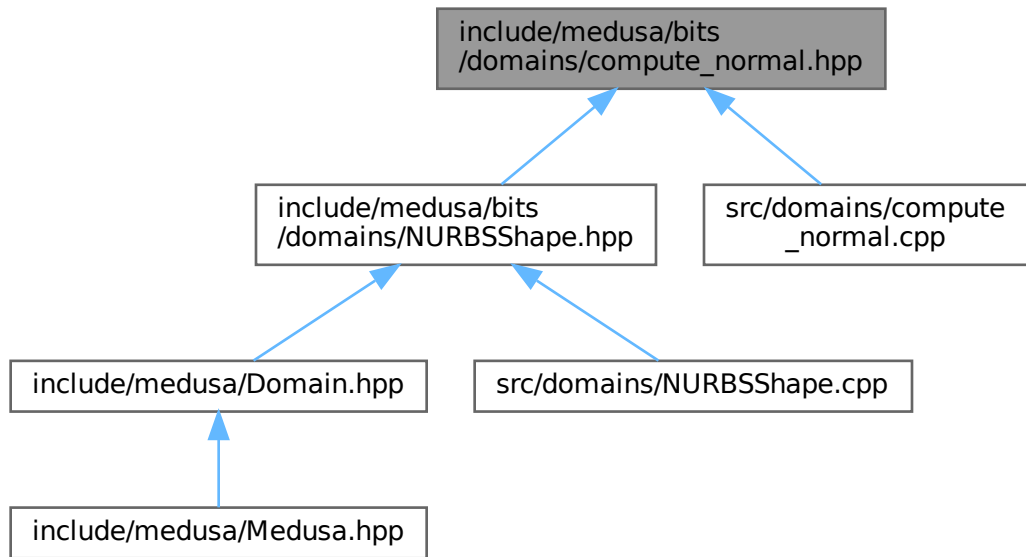 include/medusa/bits
/domains/compute_normal.hpp
include/medusa/bits
/domains/NURBSShape.hpp
src/domains/compute
_normal.cpp
include/medusa/Domain.hpp
src/domains/NURBSShape.cpp
include/medusa/Medusa.hpp